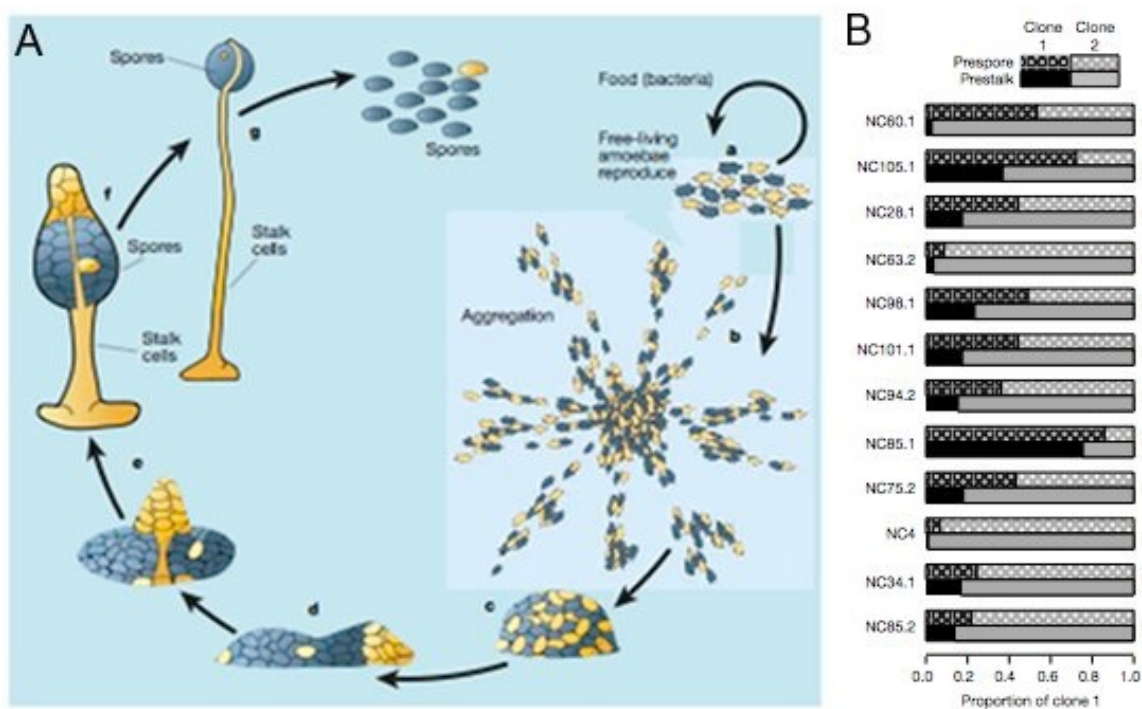 A
Spores
g
Spores
f
Spores
Stalk
cells
Stalk
cells
e
d
c
Food (bacteria)
Free-living
amoebae
reproduce
a
Aggregation
b
B
Clone
1
Clone
2
Prespore
Prestalk
NC60.1
NC105.1
NC28.1
NC63.2
NC98.1
NC101.1
NC94.2
NC85.1
NC75.2
NC4
NC34.1
NC85.2
0.0 0.2 0.4 0.6 0.8 1.0
Proportion of clone 1